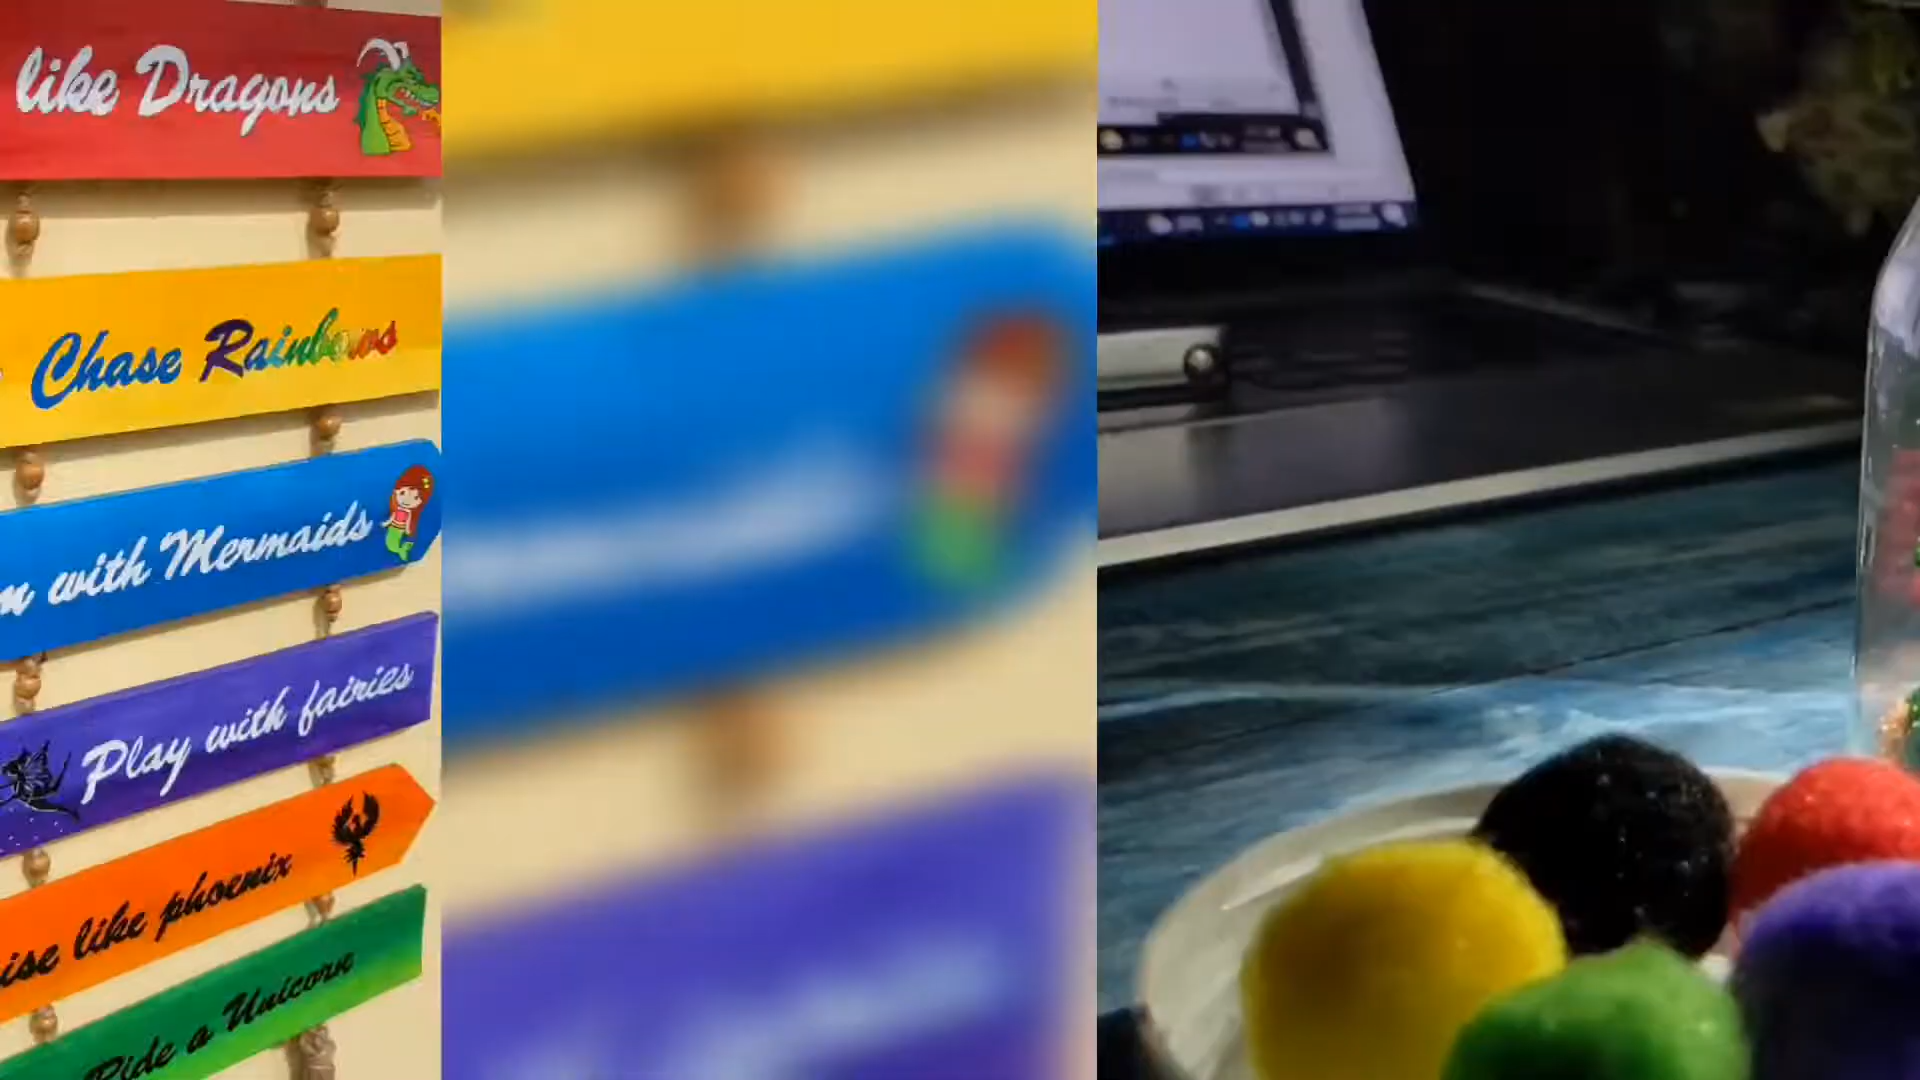 like Dragons
Chase Rainbows
with Mermaids
Play with fairies
like phoenix
Ride a Unicorn